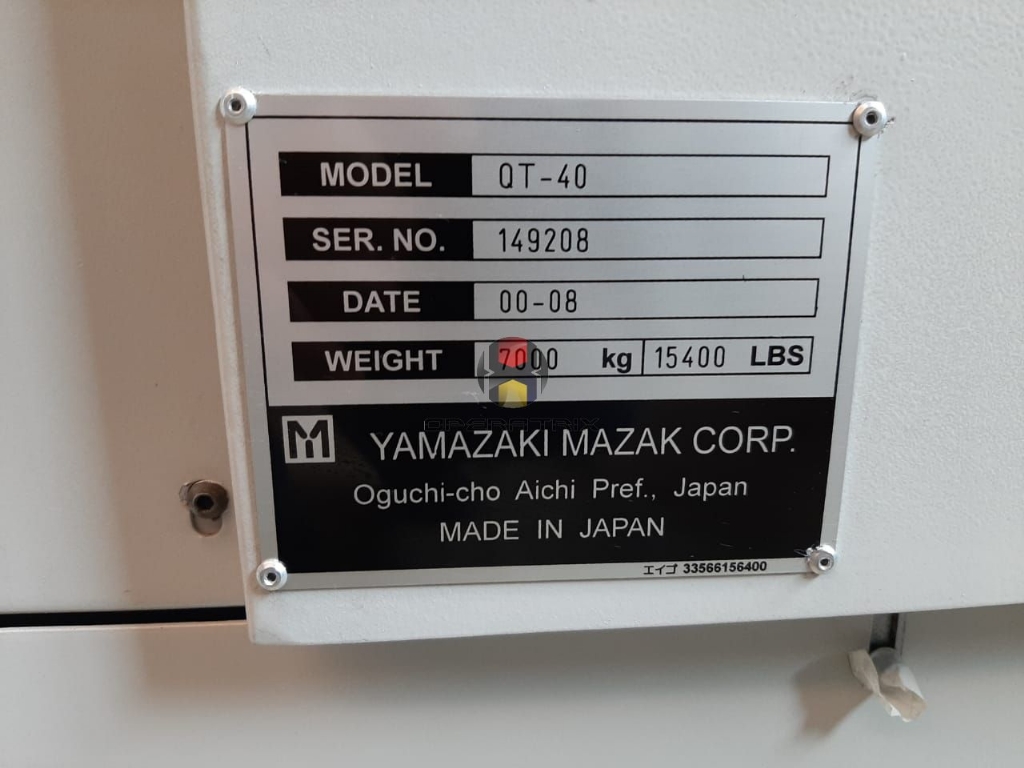 MODEL QT-40
SER. NO. 149208
DATE 00-08
WEIGHT 7000 kg 15400 LBS
OPERATRIX
M YAMAZAKI MAZAK CORP.
Oguchi-cho Aichi Pref., Japan
MADE IN JAPAN
エイゴ 33566156400